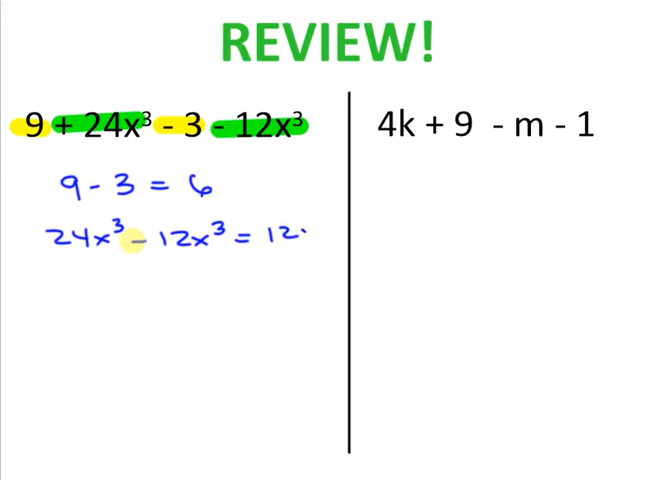 REVIEW!
9 + 24x³ - 3 - 12x³
9 - 3 = 6
24x³ - 12x³ = 12
4k + 9 - m - 1